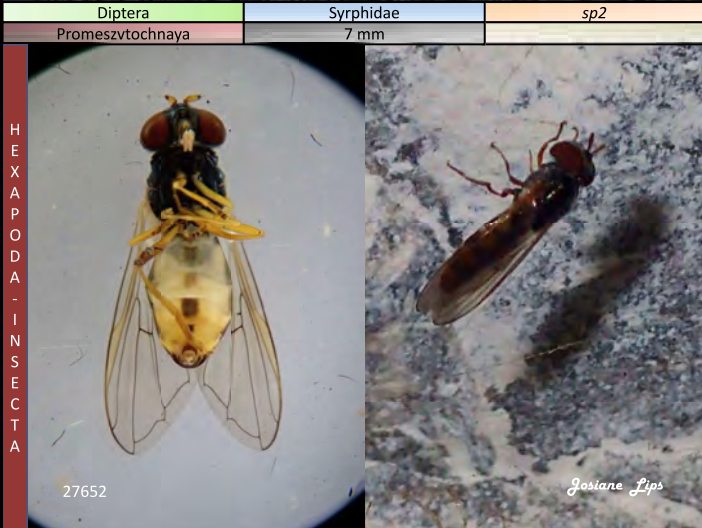 Diptera
Syrphidae
sp2
Promeszvtochnaya
7 mm
HEXAPODA-INSECTA
27652
Josiane Lips